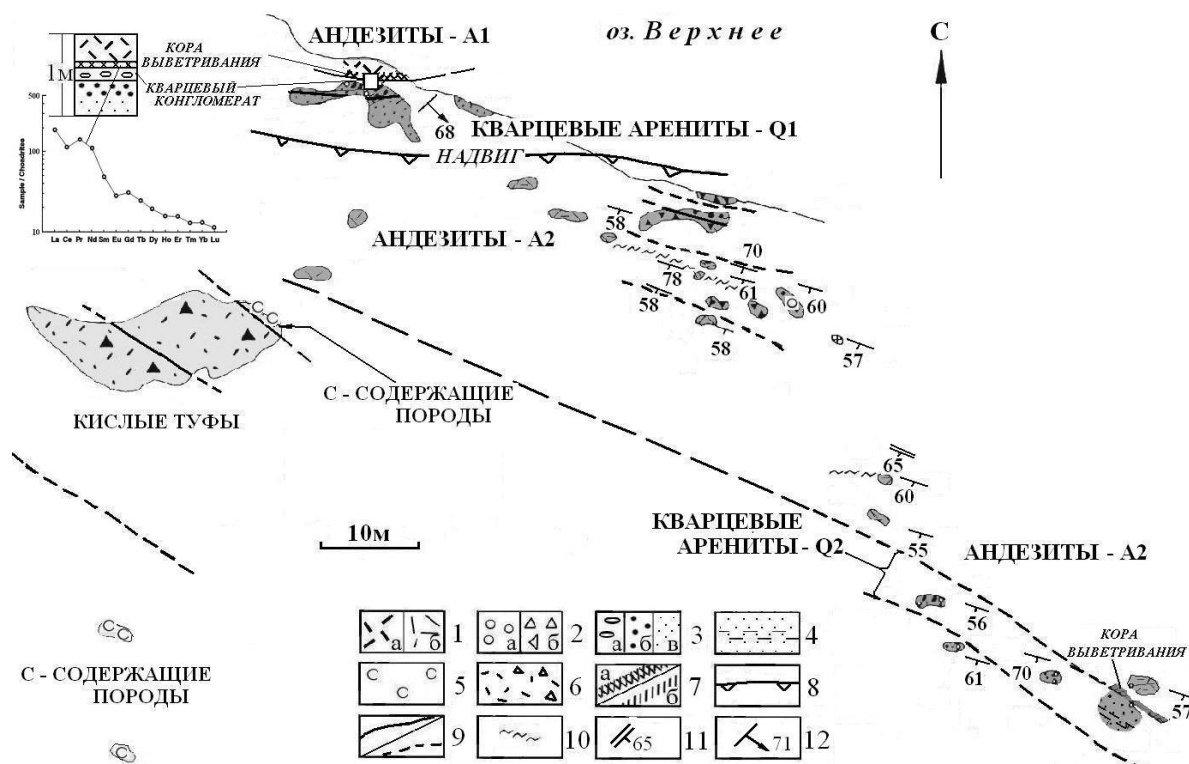 АНДЕЗИТЫ - А1
оз. Верхнее
С
КОРА
ВЫВЕТРИВАНИЯ
1м
КВАРЦЕВЫЙ
КОНГЛОМЕРАТ
500
100
10
Sample / Chondrites
La Ce Pr Nd Sm Eu Gd Tb Dy Ho Er Tm Yb Lu
68
КВАРЦЕВЫЕ АРЕНИТЫ - Q1
НАДВИГ
АНДЕЗИТЫ - А2
58
70
78
61
60
58
58
57
С - СОДЕРЖАЩИЕ
ПОРОДЫ
КИСЛЫЕ ТУФЫ
10м
65
60
КВАРЦЕВЫЕ
АРЕНИТЫ - Q2
55
АНДЕЗИТЫ - А2
56
61
70
КОРА
ВЫВЕТРИВАНИЯ
57
С - СОДЕРЖАЩИЕ
ПОРОДЫ
а б 1
а б 2
а б в 3
4
С С С 5
6
а б 7
8
9
10
65 11
71 12